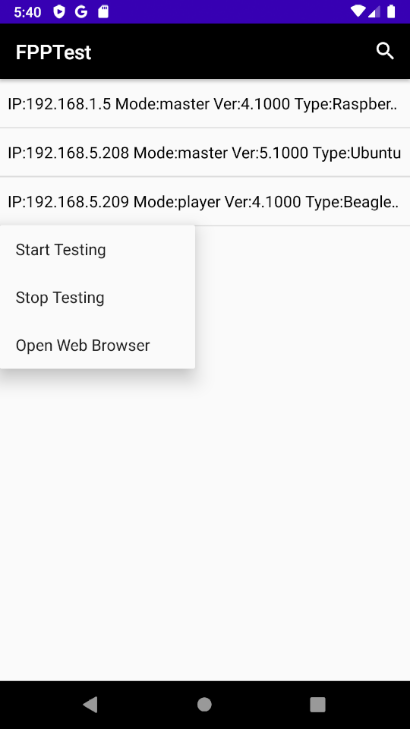 5:40
FPPTest
IP:192.168.1.5 Mode:master Ver:4.1000 Type:Raspber..
IP:192.168.5.208 Mode:master Ver:5.1000 Type:Ubuntu
IP:192.168.5.209 Mode:player Ver:4.1000 Type:Beagle..
Start Testing
Stop Testing
Open Web Browser